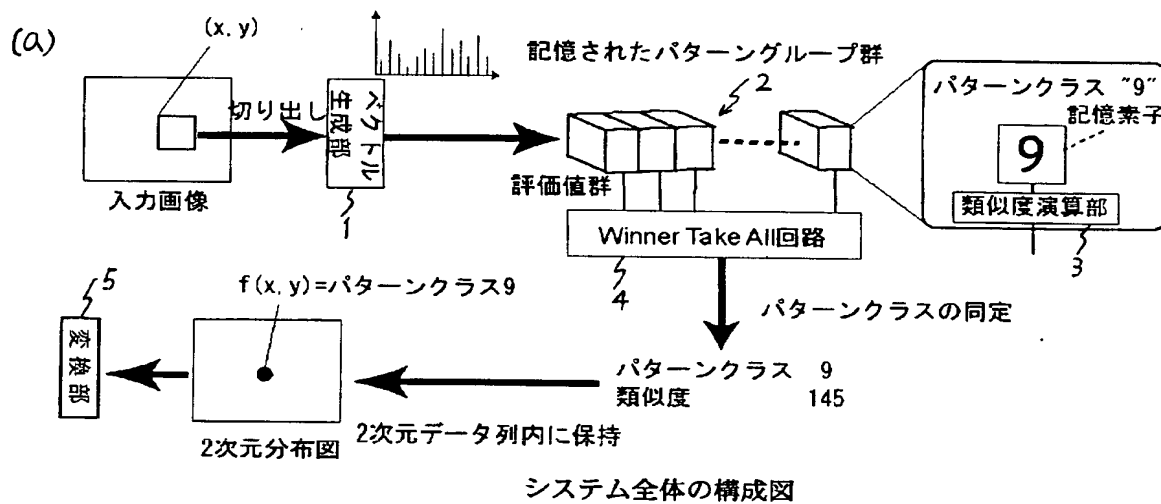 (a)
(x, y)
切り出し
入力画像
ベクトル
生成部
1
記憶されたパターングループ群
2
評価値群
Winner Take All回路
4
パターンクラス "9"
記憶素子
9
類似度演算部
3
パターンクラスの同定
パターンクラス 9
類似度 145
2次元データ列内に保持
f(x, y)=パターンクラス9
2次元分布図
5
変換部
システム全体の構成図